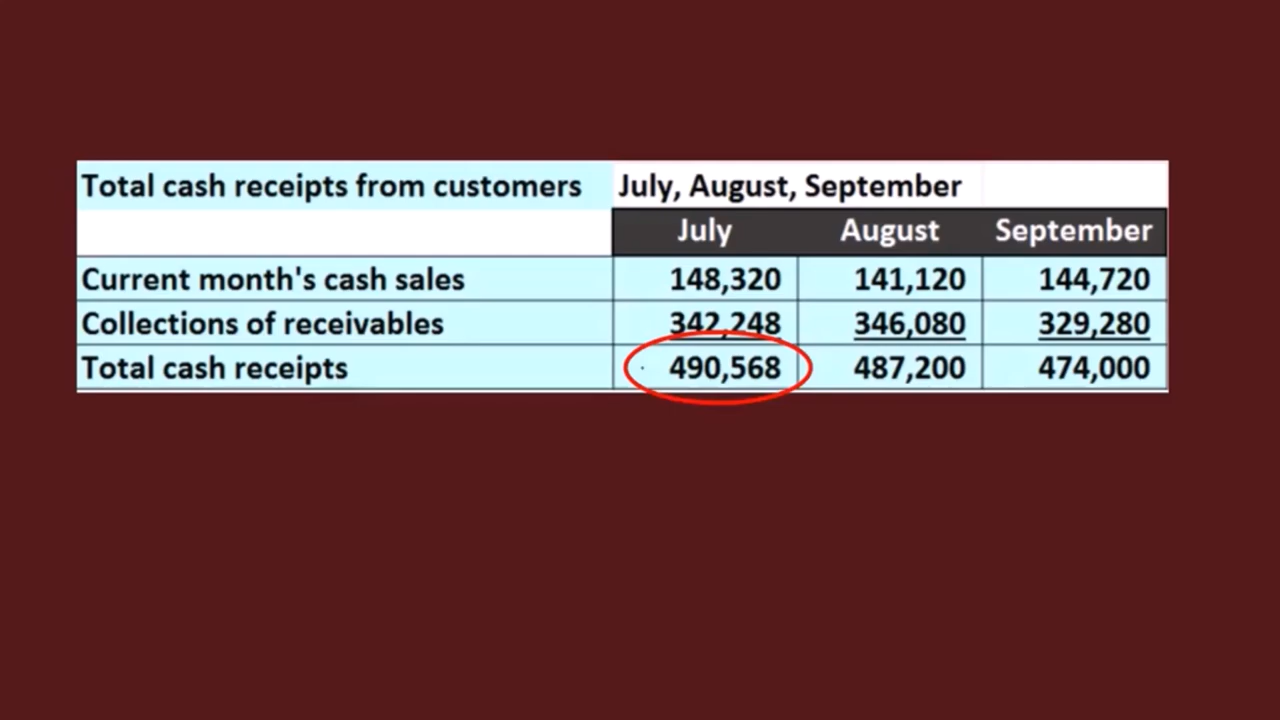 Total cash receipts from customers July, August, September
July August September
Current month's cash sales 148,320 141,120 144,720
Collections of receivables 342,248 346,080 329,280
Total cash receipts 490,568 487,200 474,000